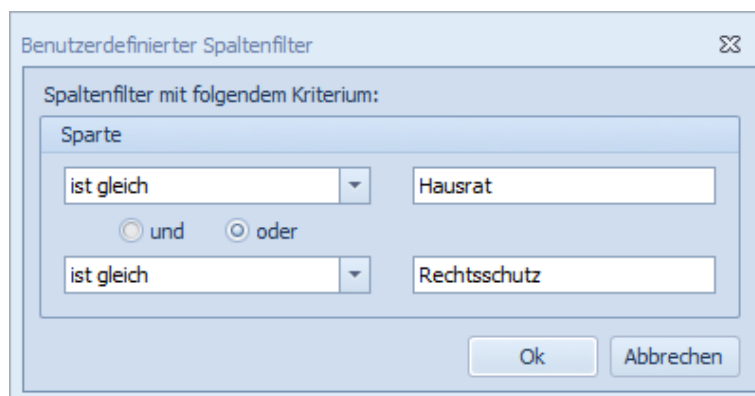 Benutzerdefinierter Spaltenfilter
Spaltenfilter mit folgendem Kriterium:
Sparte
ist gleich Hausrat
und oder
ist gleich Rechtsschutz
Ok Abbrechen